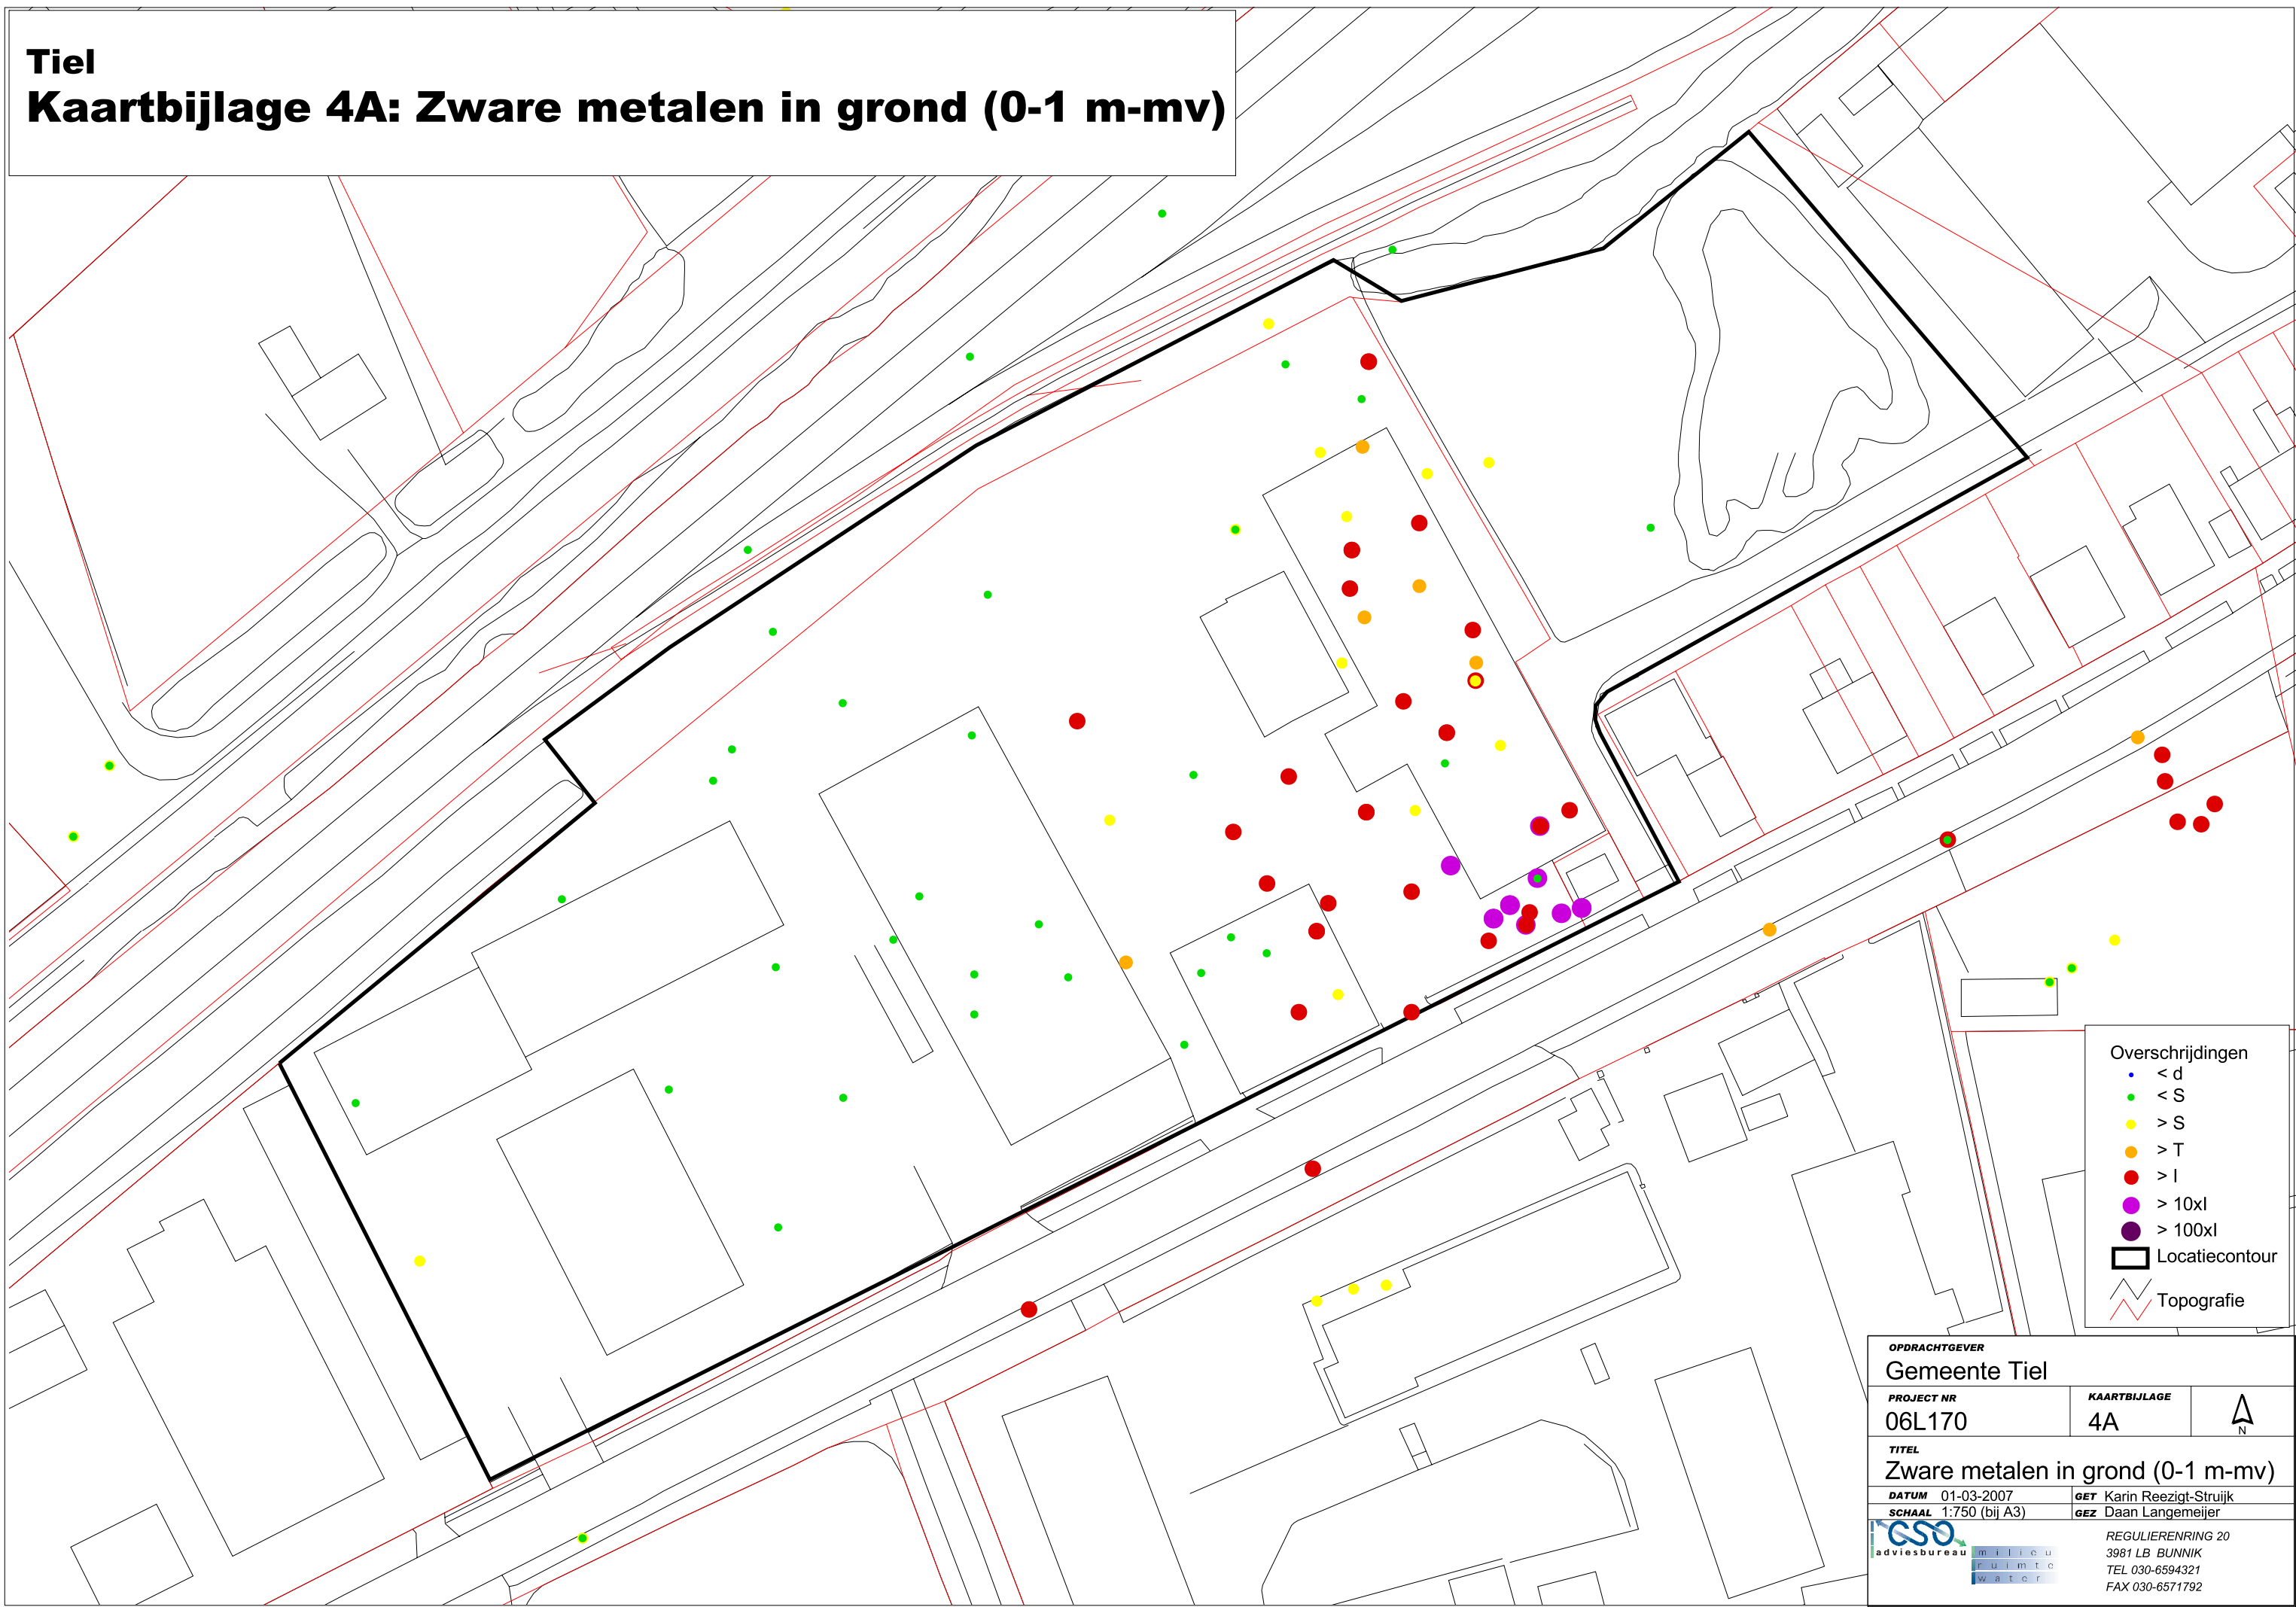 Tiel
Kaartbijlage 4A: Zware metalen in grond (0-1 m-mv)
Overschrijdingen
< d
< S
> S
> T
> I
> 10xI
> 100xI
Locatiecontour
Topografie
OPDRACHTGEVER
Gemeente Tiel
PROJECT NR
06L170
KAARTBIJLAGE
4A
N
TITEL
Zware metalen in grond (0-1 m-mv)
DATUM 01-03-2007
GET Karin Reezigt-Struijk
SCHAAL 1:750 (bij A3)
GEZ Daan Langemeijer
CSO
adviesbureau
milieu
ruimte
water
REGULIERENRING 20
3981 LB BUNNIK
TEL 030-6594321
FAX 030-6571792